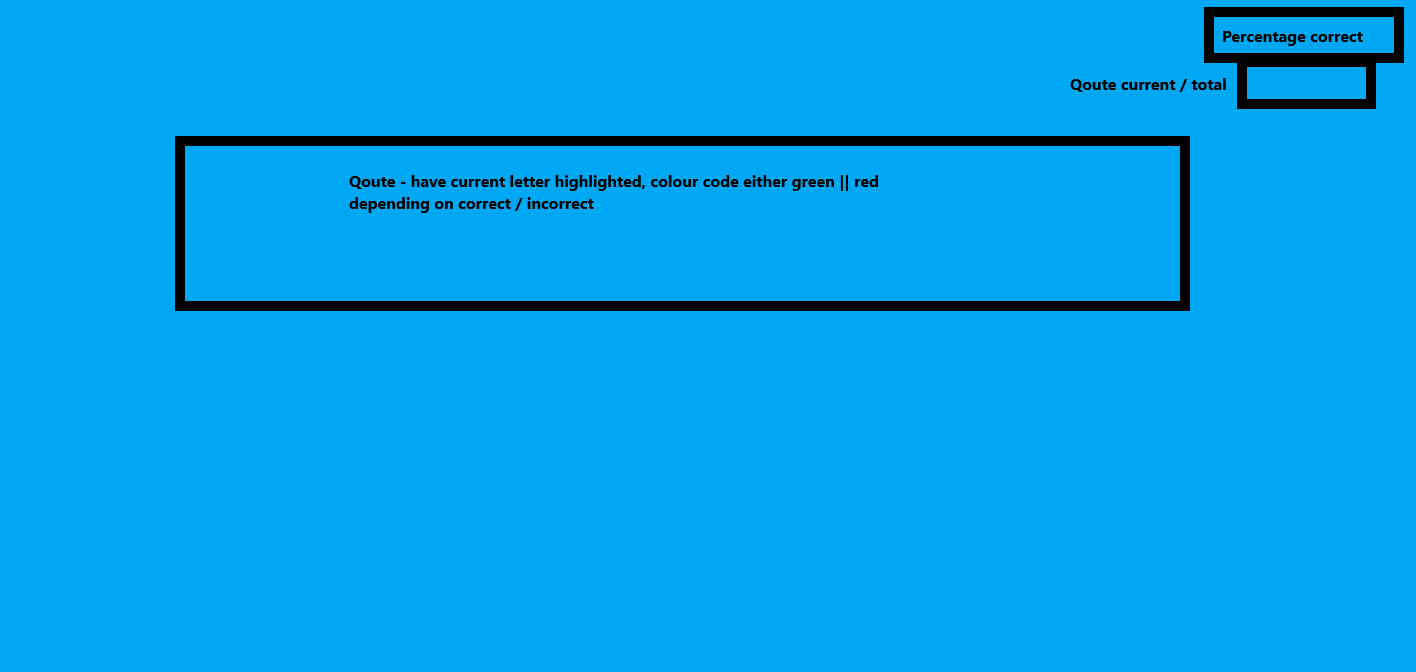 Percentage correct
Qoute current / total
Qoute - have current letter highlighted, colour code either green || red
depending on correct / incorrect